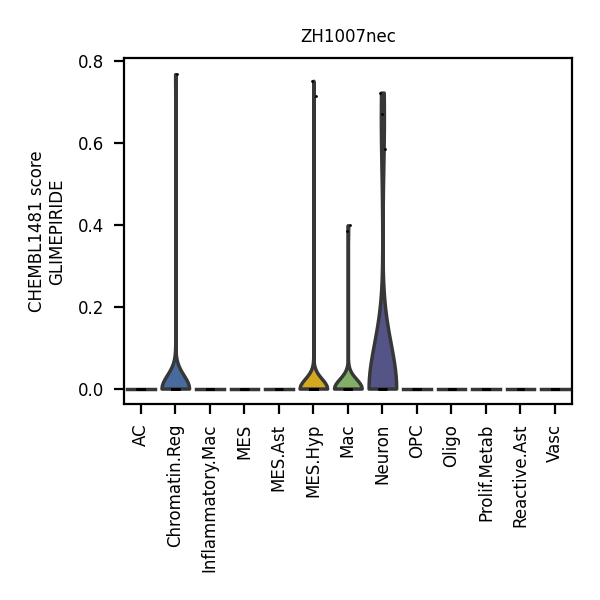 ZH1007nec
CHEMBL1481 score
GLIMEPIRIDE
0.8
0.6
0.4
0.2
0.0
AC
Chromatin.Reg
Inflammatory.Mac
MES
MES.Ast
MES.Hyp
Mac
Neuron
OPC
Oligo
Prolif.Metab
Reactive.Ast
Vasc